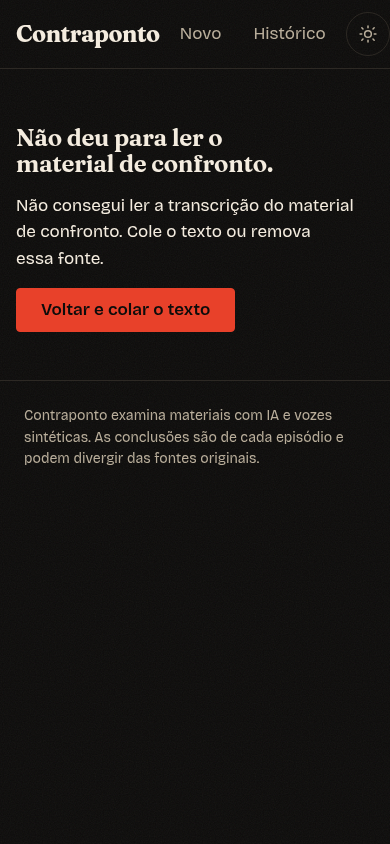 Contraponto Novo Histórico
Não deu para ler o
material de confronto.
Não consegui ler a transcrição do material
de confronto. Cole o texto ou remova
essa fonte.
Voltar e colar o texto
Contraponto examina materiais com IA e vozes
sintéticas. As conclusões são de cada episódio e
podem divergir das fontes originais.